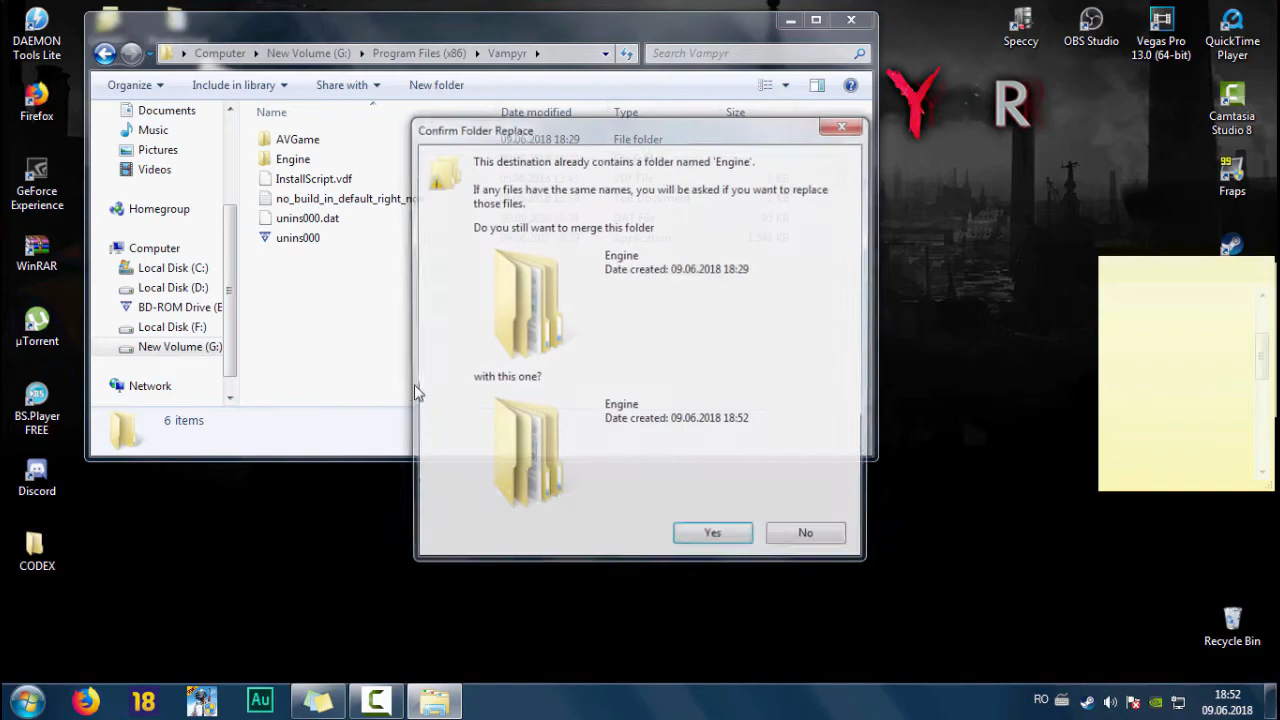 DAEMON
Tools Lite
Firefox
GeForce
Experience
WinRAR
µTorrent
BS.Player
FREE
Discord
CODEX
Computer
New Volume (G:)
Program Files (x86)
Vampyr
Search Vampyr
Organize
Include in library
Share with
New folder
Documents
Music
Pictures
Videos
Homegroup
Computer
Local Disk (C:)
Local Disk (D:)
BD-ROM Drive (E
Local Disk (F:)
New Volume (G:)
Network
Name
Date modified
Type
Size
AVGame
09.06.2018 18:29
File folder
Engine
InstallScript.vdf
no_build_in_default_right_no
unins000.dat
unins000
6 items
Confirm Folder Replace
This destination already contains a folder named 'Engine'.
If any files have the same names, you will be asked if you want to replace
those files.
Do you still want to merge this folder
Engine
Date created: 09.06.2018 18:29
with this one?
Engine
Date created: 09.06.2018 18:52
Yes
No
Y R
Speccy
OBS Studio
Vegas Pro
13.0 (64-bit)
QuickTime
Player
Camtasia
Studio 8
99
Fraps
Recycle Bin
18
Au
RO
18:52
09.06.2018